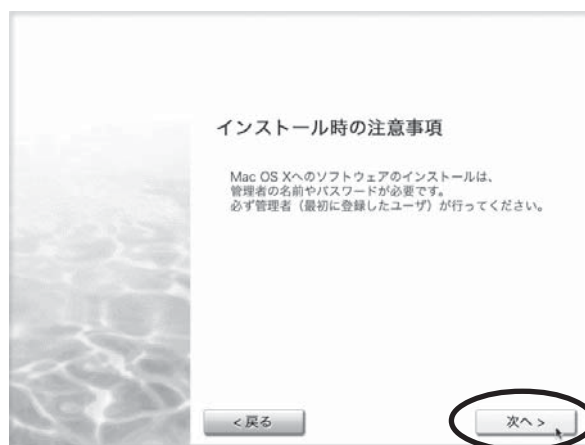 インストール時の注意事項
Mac OS Xへのソフトウェアのインストールは、
管理者の名前やパスワードが必要です。
必ず管理者（最初に登録したユーザ）が行ってください。
< 戻る
次へ >